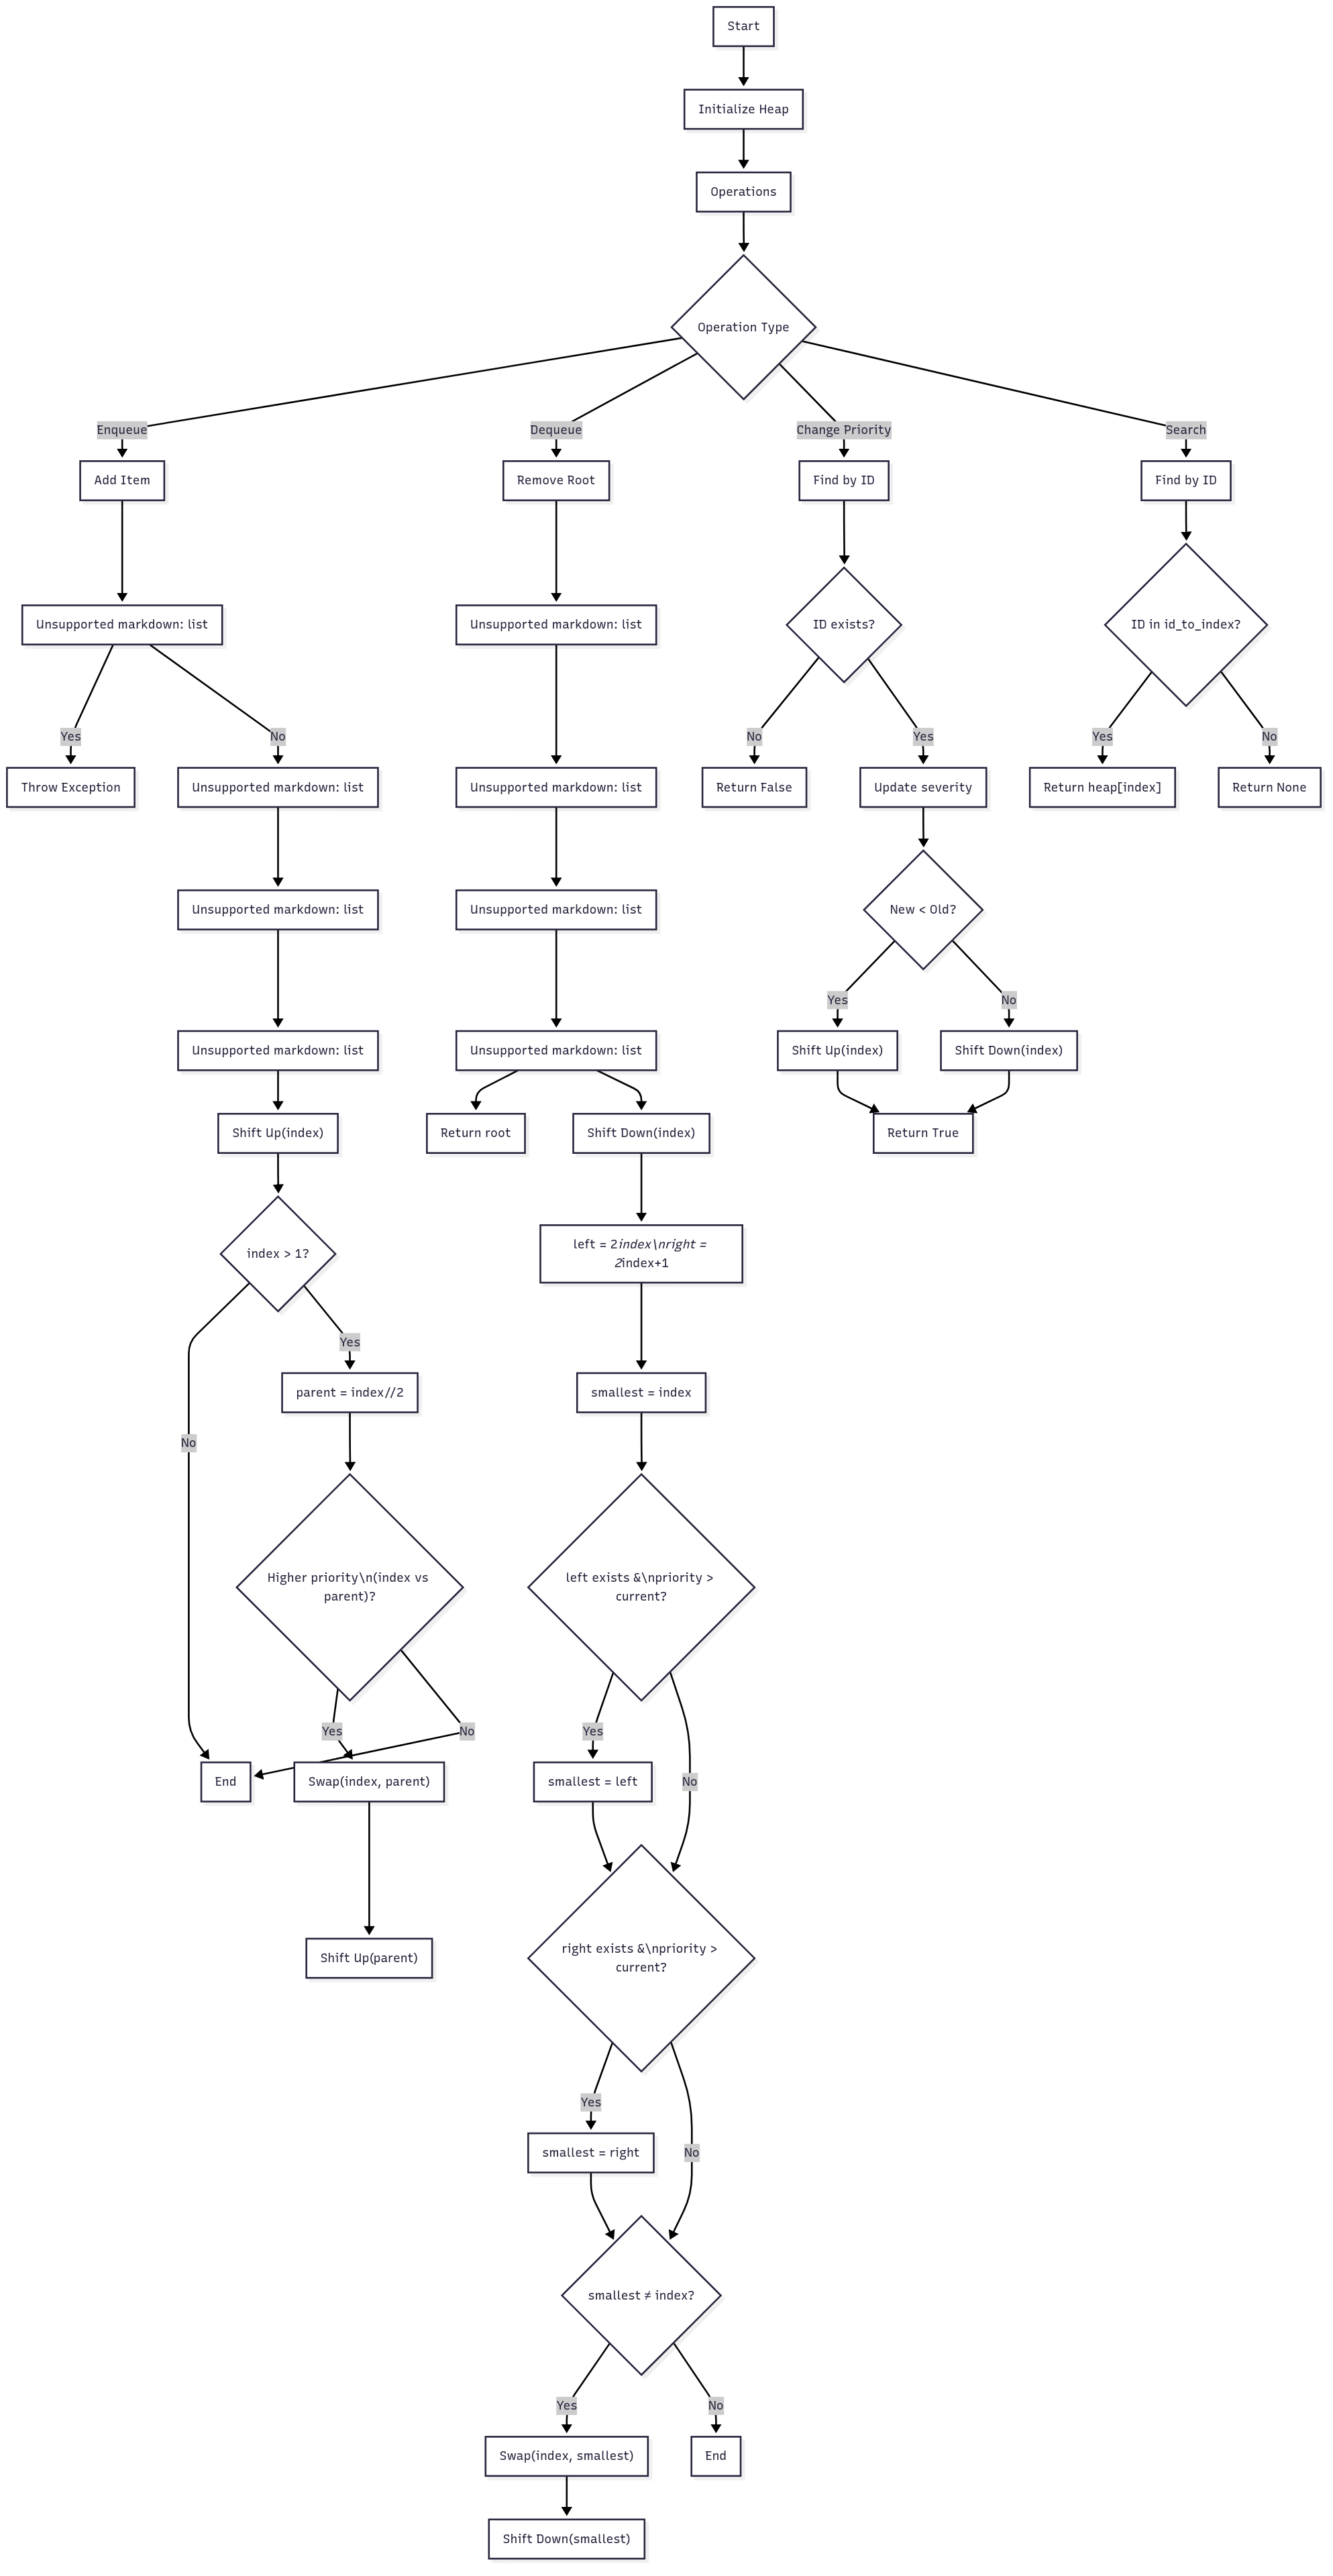 Start
Initialize Heap
Operations
Operation Type
Enqueue
Dequeue
Change Priority
Search
Add Item
Remove Root
Find by ID
Find by ID
Unsupported markdown: list
Unsupported markdown: list
ID exists?
ID in id_to_index?
Yes
No
No
Yes
Yes
No
Throw Exception
Unsupported markdown: list
Unsupported markdown: list
Return False
Update severity
Return heap[index]
Return None
Unsupported markdown: list
Unsupported markdown: list
New < Old?
Yes
No
Unsupported markdown: list
Unsupported markdown: list
Shift Up(index)
Shift Down(index)
Shift Up(index)
Return root
Shift Down(index)
Return True
index > 1?
left = 2index\nright =
2index+1
Yes
parent = index//2
smallest = index
No
Higher priority\n(index vs
parent)?
left exists &\npriority >
current?
Yes
No
Yes
End
Swap(index, parent)
smallest = left
No
Shift Up(parent)
right exists &\npriority >
current?
Yes
smallest = right
No
smallest ≠ index?
Yes
No
Swap(index, smallest)
End
Shift Down(smallest)